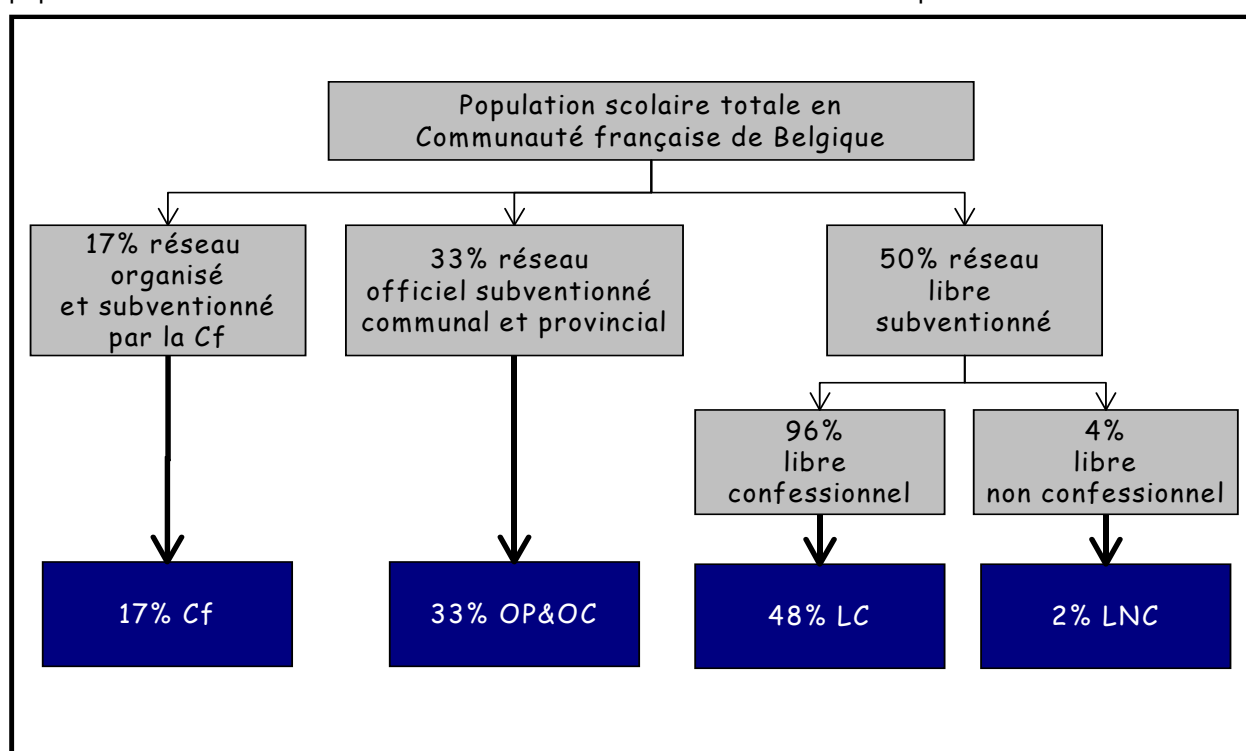 Population scolaire totale en
Communauté française de Belgique
17% réseau
organisé
et subventionné
par la Cf
33% réseau
officiel subventionné
communal et provincial
50% réseau
libre
subventionné
96%
libre
confessionnel
4%
libre
non confessionnel
17% Cf
33% OP&OC
48% LC
2% LNC